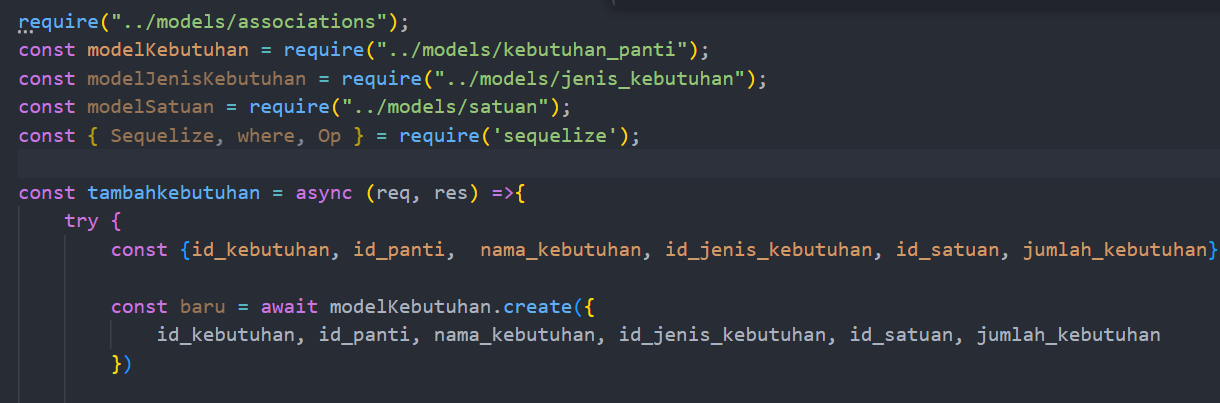 require("../models/associations");
const modelKebutuhan = require("../models/kebutuhan_panti");
const modelJenisKebutuhan = require("../models/jenis_kebutuhan");
const modelSatuan = require("../models/satuan");
const { Sequelize, where, Op } = require('sequelize');
const tambahkebutuhan = async (req, res) =>{
try {
const {id_kebutuhan, id_panti,  nama_kebutuhan, id_jenis_kebutuhan, id_satuan, jumlah_kebutuhan}
const baru = await modelKebutuhan.create({
id_kebutuhan, id_panti, nama_kebutuhan, id_jenis_kebutuhan, id_satuan, jumlah_kebutuhan
})